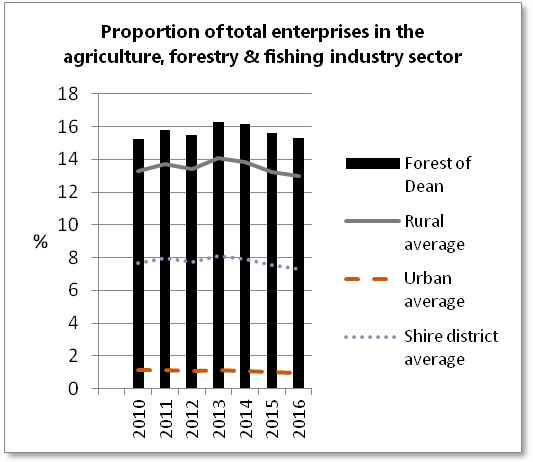 Proportion of total enterprises in the
agriculture, forestry & fishing industry sector
18
16
14
12
10
8
6
4
2
0
%
2010
2011
2012
2013
2014
2015
2016
Forest of
Dean
Rural
average
Urban
average
Shire district
average